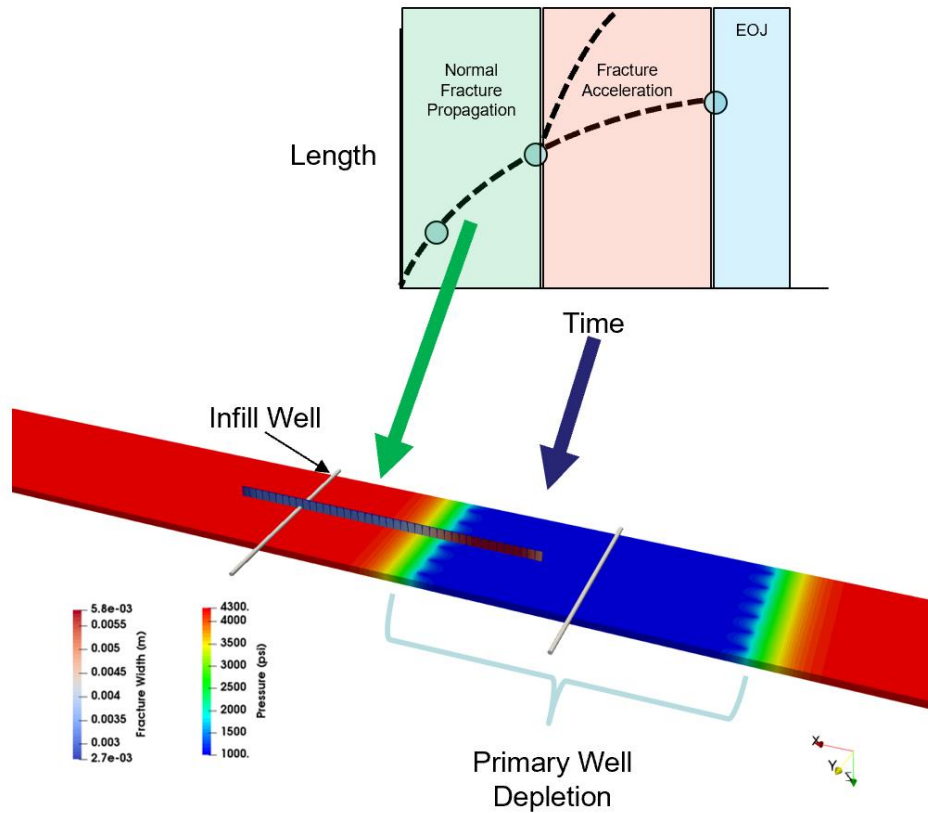 Normal
Fracture
Propagation
Fracture
Acceleration
EOJ
Length
Time
Infill Well
5.8e-03
0.0055
0.005
0.0045
0.004
0.0035
0.003
2.7e-03
Fracture Width (m)
4300.
4000
3500
3000
2500
2000
1500
1000.
Pressure (psi)
Primary Well
Depletion
X
Y
Z